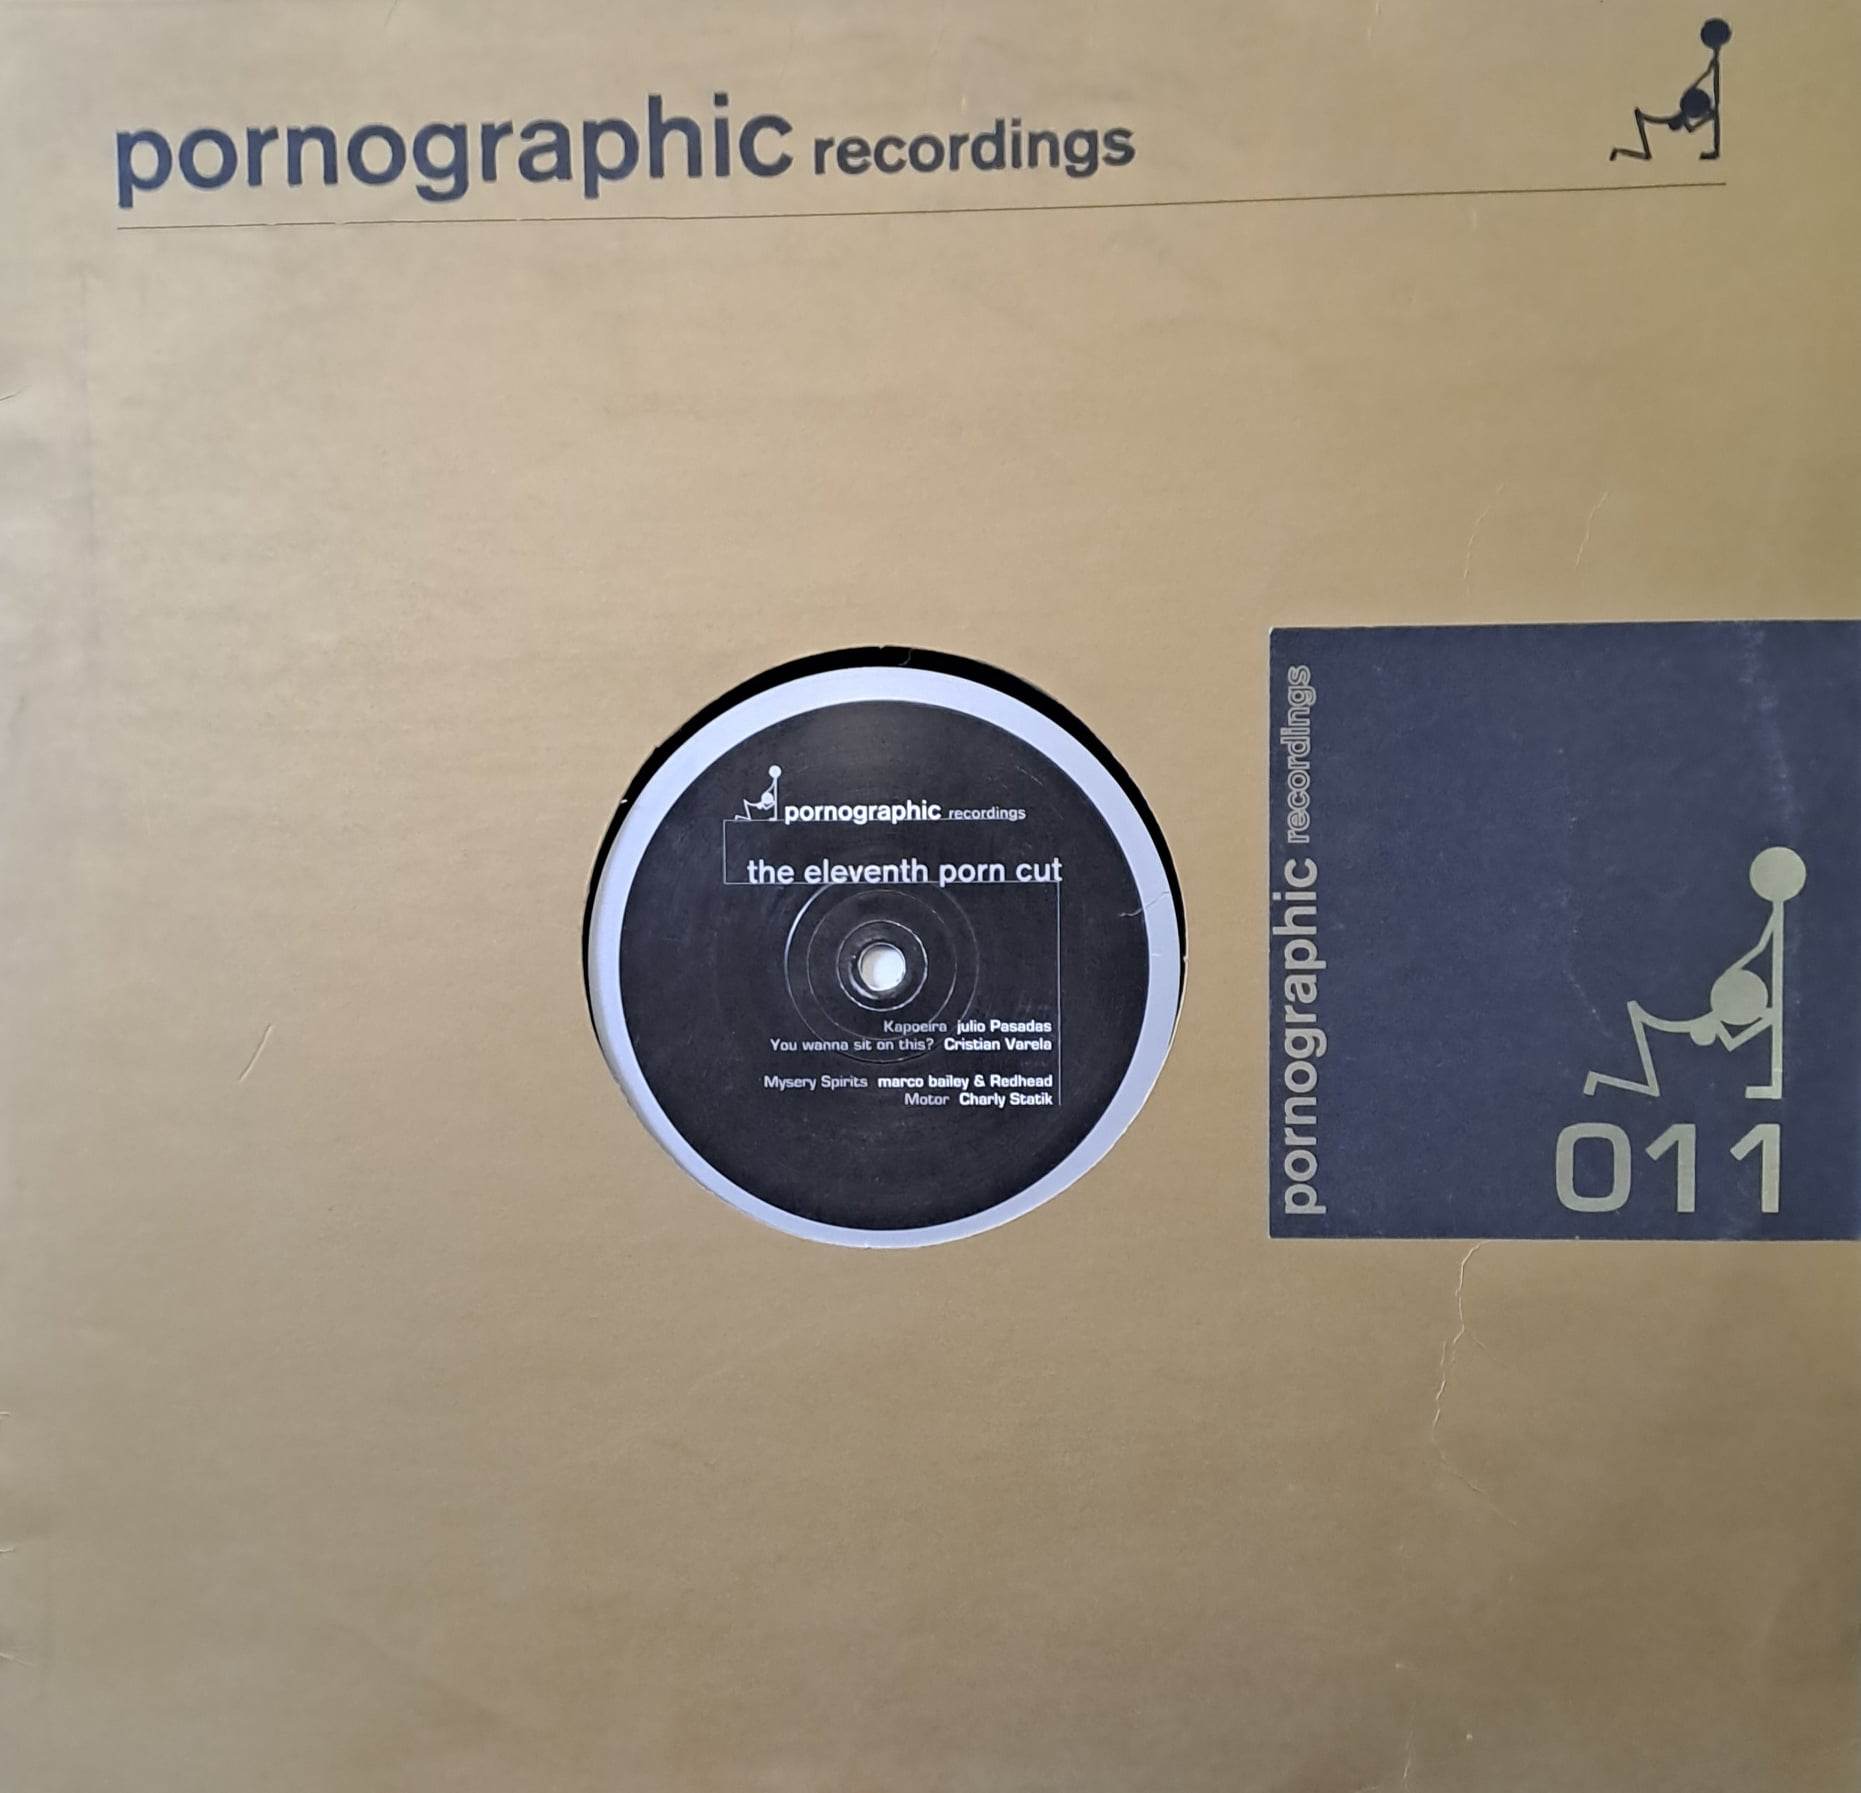 pornographic recordings
pornographic recordings
the eleventh porn cut
Kapoeira julio Pasadas
You wanna sit on this? Cristian Varela
Mysery Spirits marco bailey & Redhead
Motor Charly Statik
pornographic recordings
011